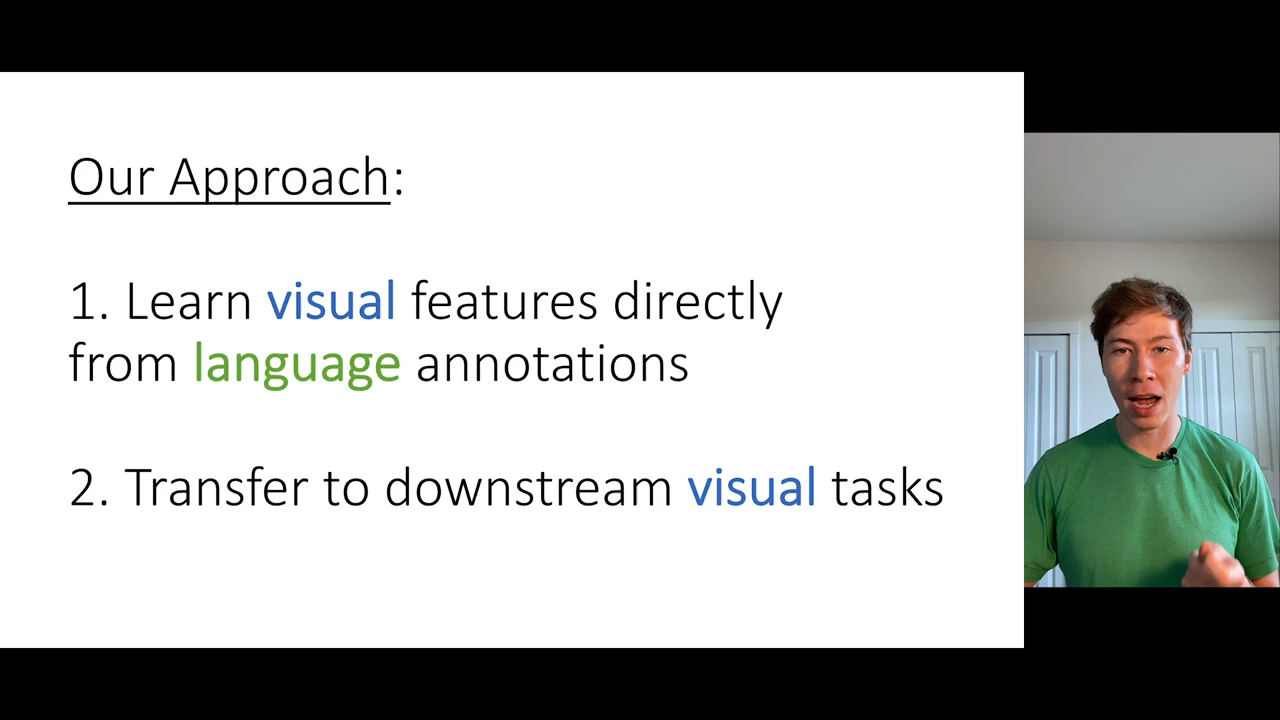 Our Approach:
1. Learn visual features directly
from language annotations
2. Transfer to downstream visual tasks